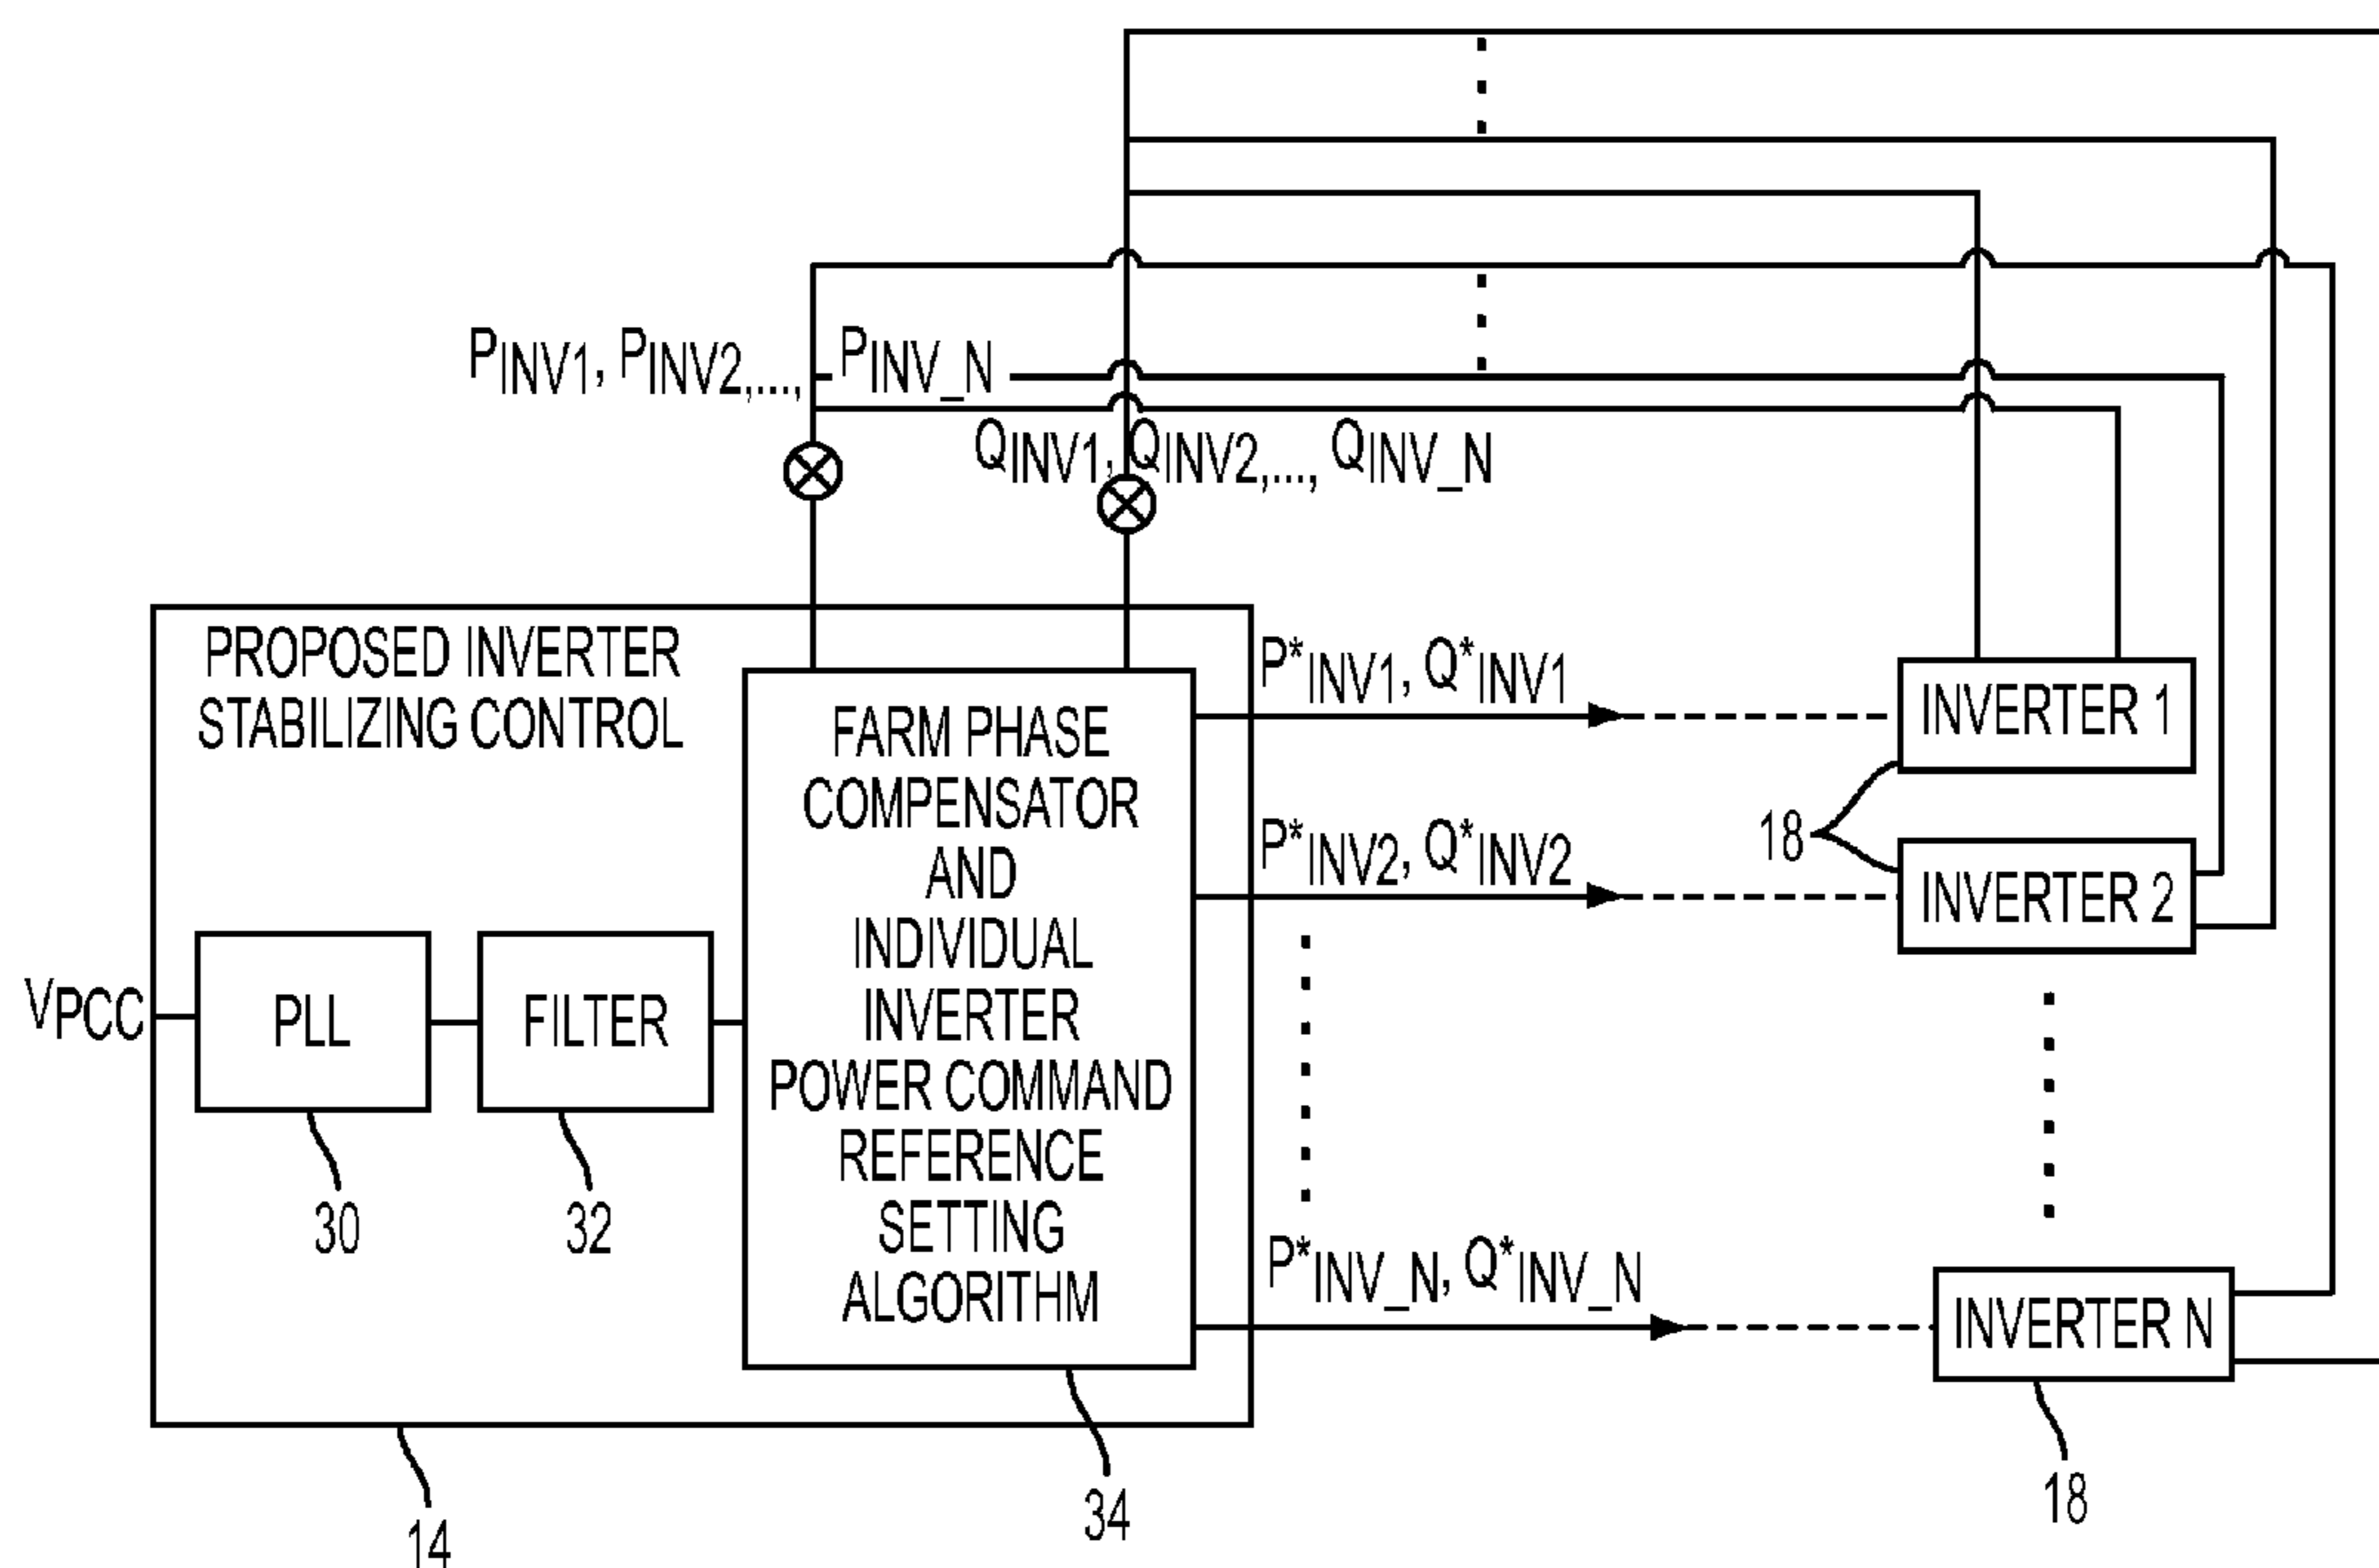 PINV1, PINV2,...., PINV_N
QINV1, QINV2,..., QINV_N
PROPOSED INVERTER
STABILIZING CONTROL
P*INV1, Q*INV1
INVERTER 1
FARM PHASE
COMPENSATOR
AND
INDIVIDUAL
INVERTER
POWER COMMAND
REFERENCE
SETTING
ALGORITHM
18
P*INV2, Q*INV2
INVERTER 2
VPCC
PLL
FILTER
30
32
P*INV_N, Q*INV_N
INVERTER N
34
18
14